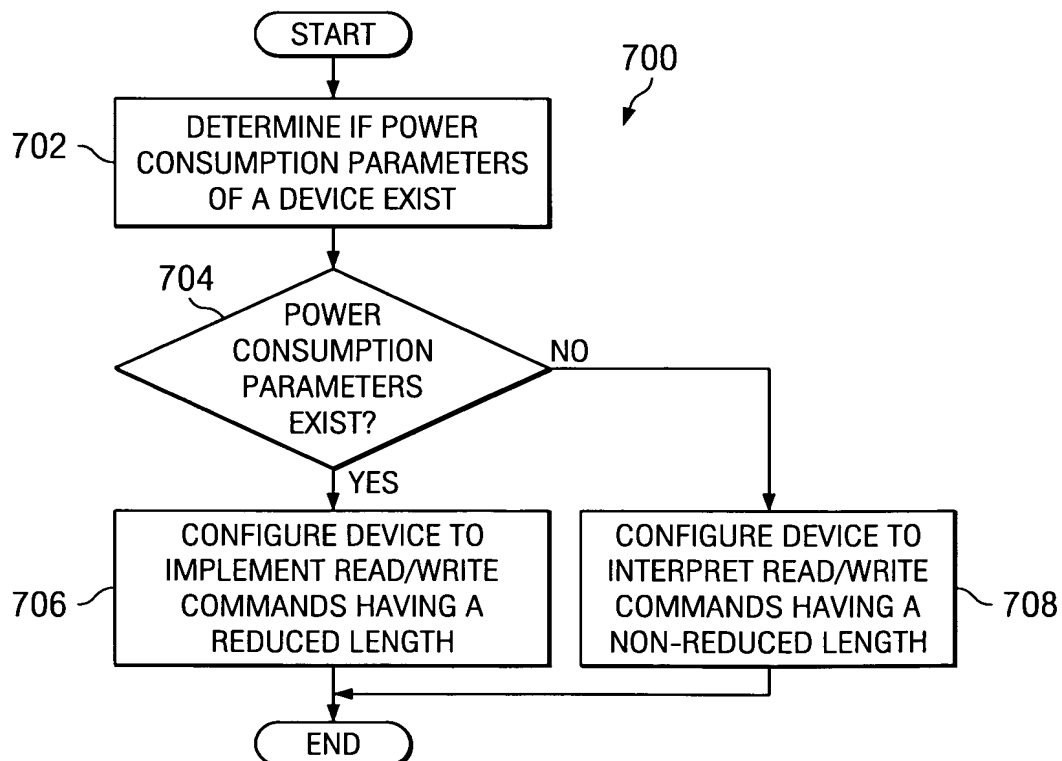 START
700
702
DETERMINE IF POWER
CONSUMPTION PARAMETERS
OF A DEVICE EXIST
704
POWER
CONSUMPTION
PARAMETERS
EXIST?
NO
YES
706
CONFIGURE DEVICE TO
IMPLEMENT READ/WRITE
COMMANDS HAVING A
REDUCED LENGTH
CONFIGURE DEVICE TO
INTERPRET READ/WRITE
COMMANDS HAVING A
NON-REDUCED LENGTH
708
END